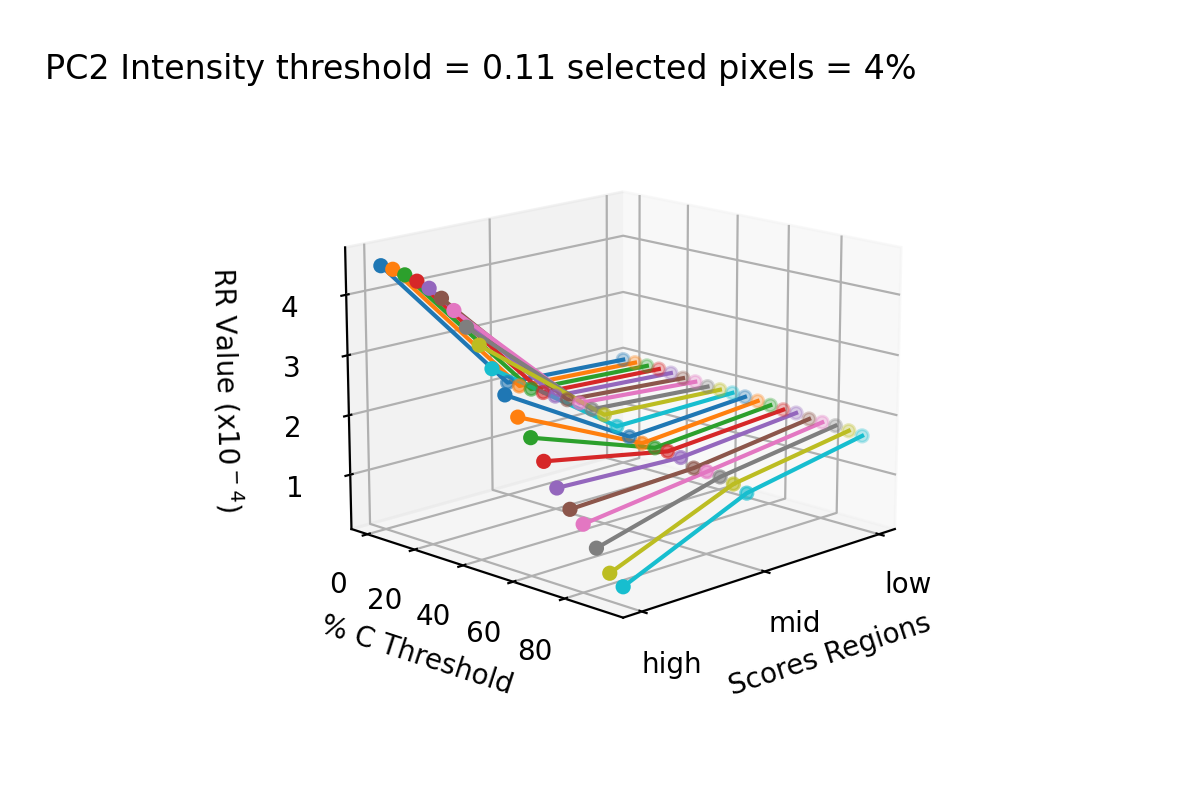 PC2 Intensity threshold = 0.11 selected pixels = 4%
RR Value (x10⁻⁴)
4
3
2
1
0
20
40
60
80
% C Threshold
low
mid
high
Scores Regions